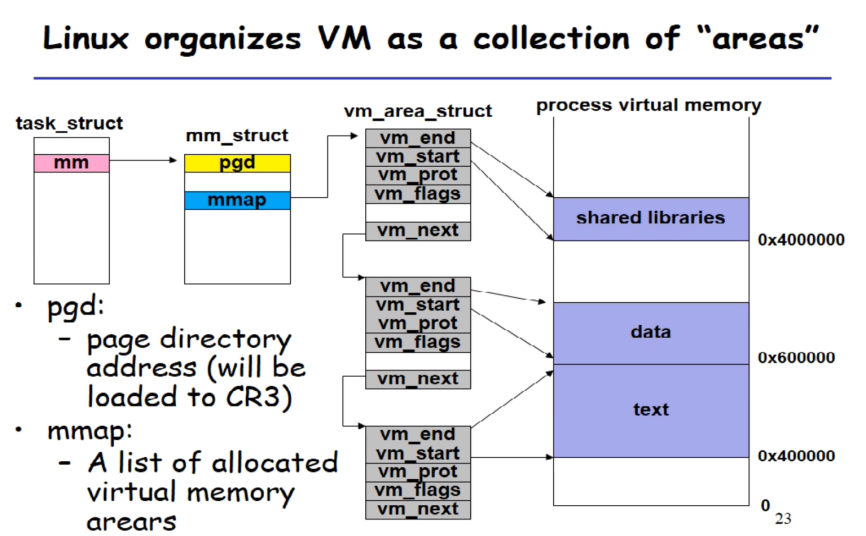 Linux organizes VM as a collection of “areas”
task_struct
mm
mm_struct
pgd
mmap
vm_area_struct
vm_end
vm_start
vm_prot
vm_flags
vm_next
vm_end
vm_start
vm_prot
vm_flags
vm_next
vm_end
vm_start
vm_prot
vm_flags
vm_next
process virtual memory
shared libraries
0x4000000
data
0x600000
text
0x400000
0
• pgd:
– page directory
address (will be
loaded to CR3)
• mmap:
– A list of allocated
virtual memory
arears
23